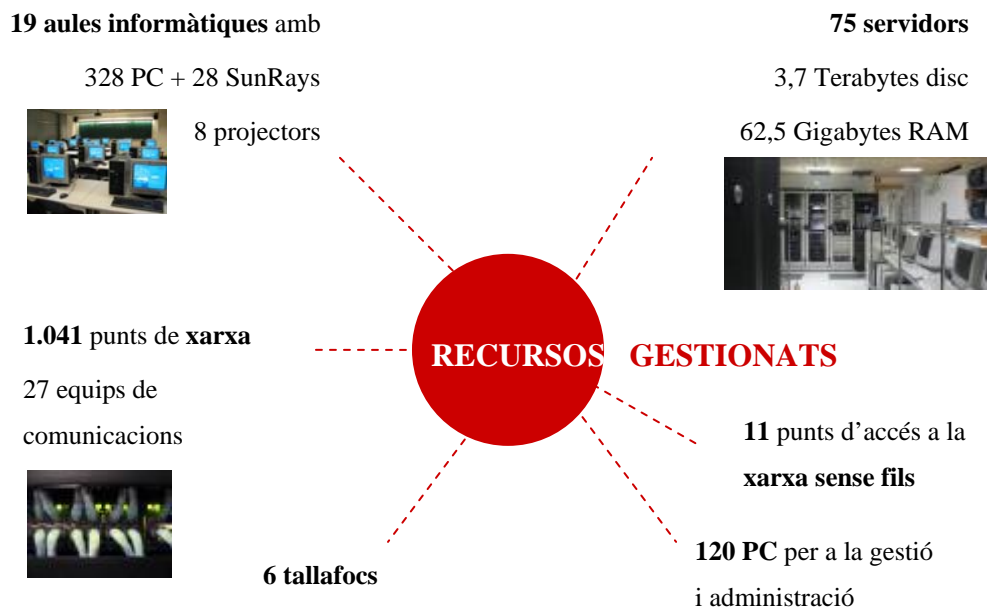 19 aules informàtiques amb
328 PC + 28 SunRays
8 projectors
75 servidors
3,7 Terabytes disc
62,5 Gigabytes RAM
1.041 punts de xarxa
27 equips de
comunicacions
RECURSOS GESTIONATS
11 punts d’accés a la
xarxa sense fils
6 tallafocs
120 PC per a la gestió
i administració